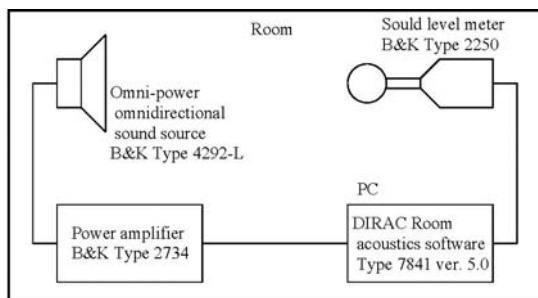 Room
Sould level meter
B&K Type 2250
Omni-power
omnidirectional
sound source
B&K Type 4292-L
PC
Power amplifier
B&K Type 2734
DIRAC Room
acoustics software
Type 7841 ver. 5.0